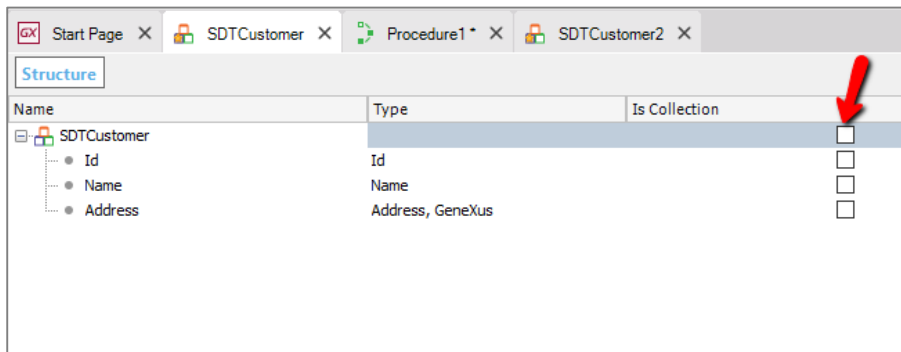 GX Start Page SDTCustomer Procedure1 * SDTCustomer2
Structure
Name Type Is Collection
SDTCustomer
Id Id
Name Name
Address Address, GeneXus